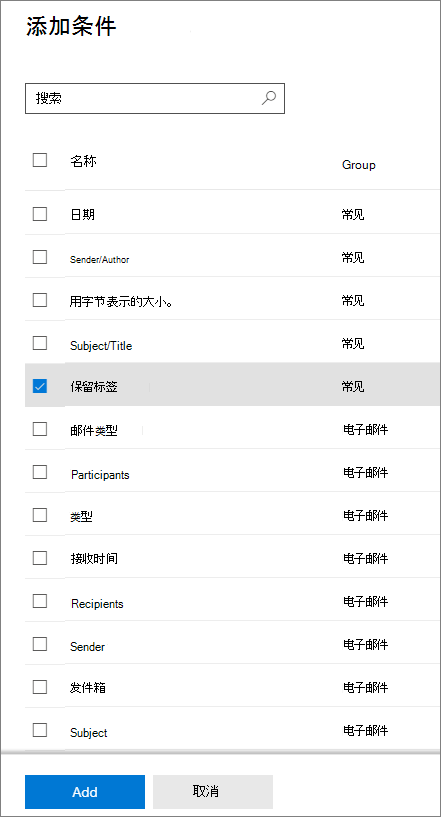 添加条件
搜索
名称 Group
日期 常见
Sender/Author 常见
用字节表示的大小。 常见
Subject/Title 常见
保留标签 常见
邮件类型 电子邮件
Participants 电子邮件
类型 电子邮件
接收时间 电子邮件
Recipients 电子邮件
Sender 电子邮件
发件箱 电子邮件
Subject 电子邮件
Add 取消